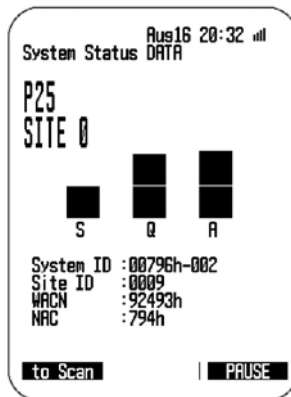 Aug16 20:32
System Status DATA
P25
SITE 0
S Q A
System ID :00796h-002
Site ID :0009
WACN :92493h
NAC :794h
to Scan PAUSE